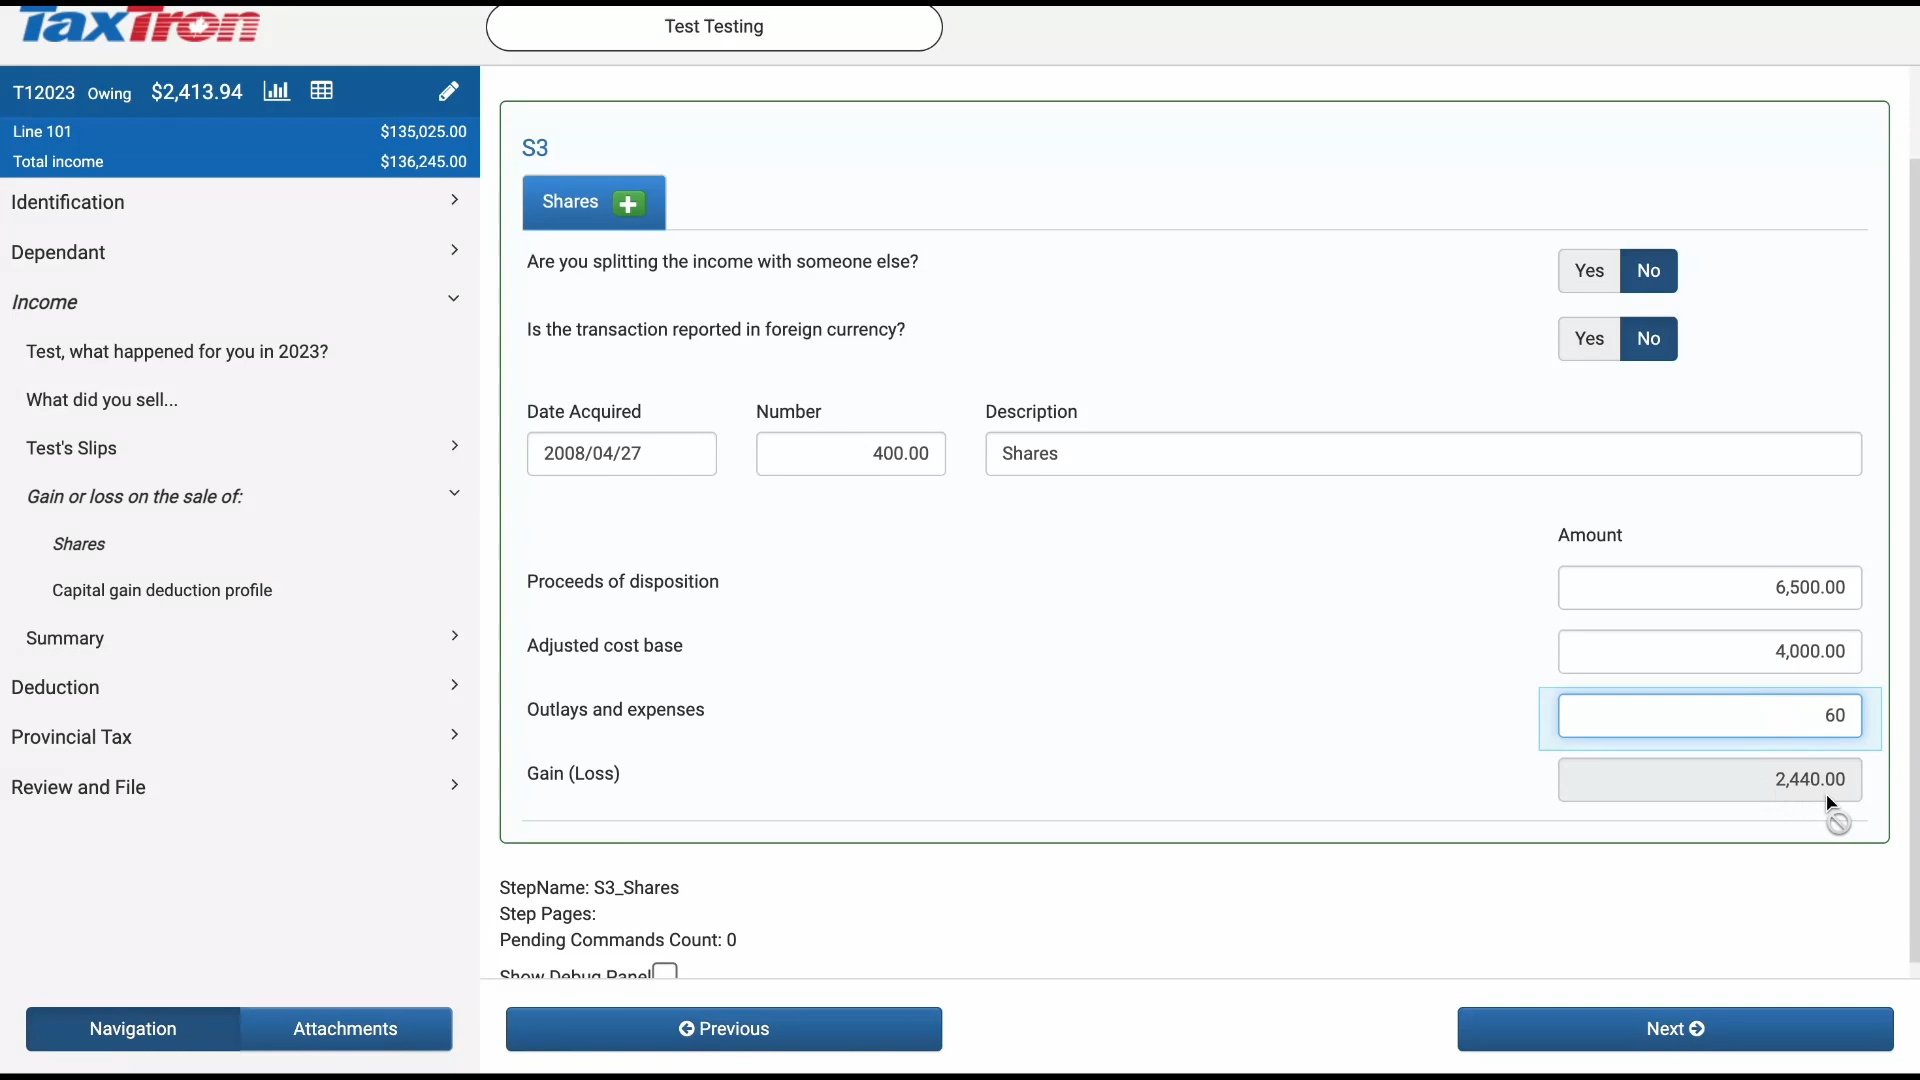 TaxTron
Test Testing
T12023 Owing $2,413.94
Line 101 $135,025.00
Total income $136,245.00
Identification
Dependant
Income
Test, what happened for you in 2023?
What did you sell...
Test's Slips
Gain or loss on the sale of:
Shares
Capital gain deduction profile
Summary
Deduction
Provincial Tax
Review and File
Navigation Attachments
S3
Shares
Are you splitting the income with someone else? Yes No
Is the transaction reported in foreign currency? Yes No
Date Acquired Number Description
2008/04/27 400.00 Shares
Amount
Proceeds of disposition 6,500.00
Adjusted cost base 4,000.00
Outlays and expenses 60
Gain (Loss) 2,440.00
StepName: S3_Shares
Step Pages:
Pending Commands Count: 0
Show Debug Panel
Previous Next